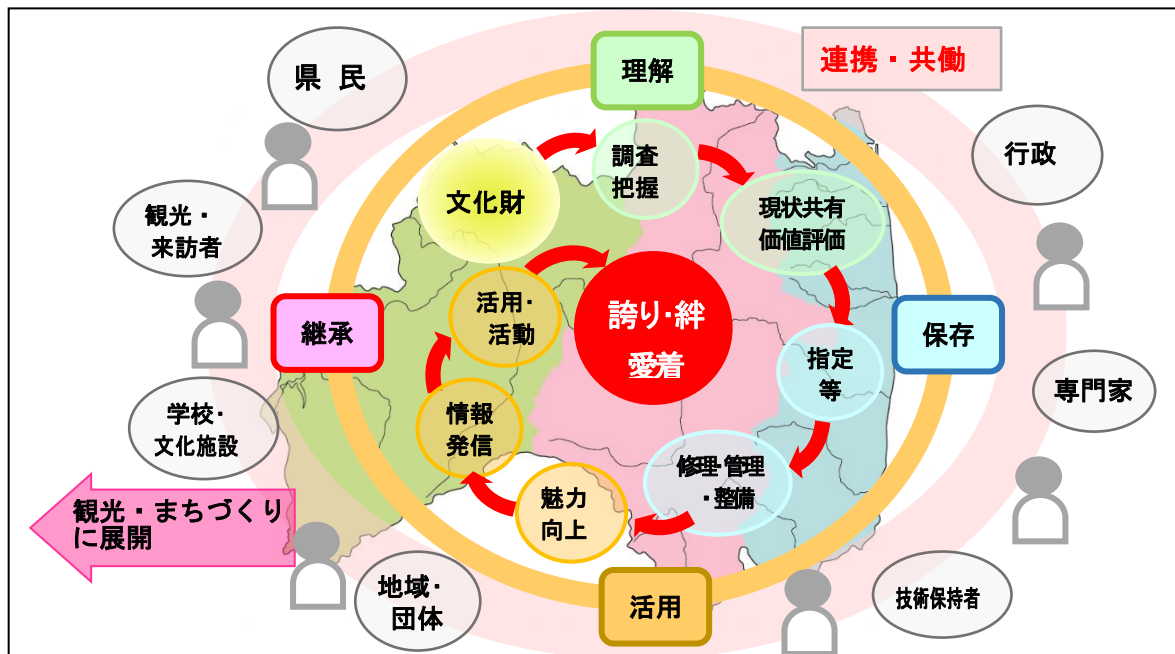 県 民
理解
連携・共働
行政
観光・
来訪者
文化財
調査
把握
現状共有
価値評価
継承
活用・
活動
誇り・絆
愛着
指定
等
保存
専門家
学校・
文化施設
情報
発信
修理・管理
・整備
魅力
向上
観光・まちづくり
に展開
地域・
団体
活用
技術保持者